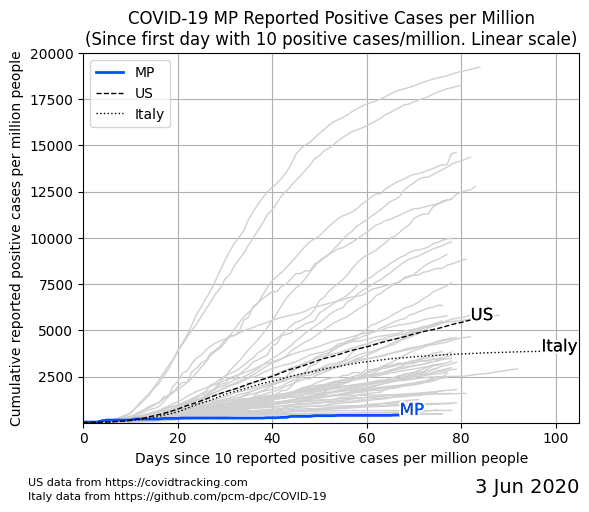 COVID-19 MP Reported Positive Cases per Million
(Since first day with 10 positive cases/million. Linear scale)
Cumulative reported positive cases per million people
20000
17500
15000
12500
10000
7500
5000
2500
MP
US
Italy
US
Italy
MP
0 20 40 60 80 100
Days since 10 reported positive cases per million people
US data from https://covidtracking.com
Italy data from https://github.com/pcm-dpc/COVID-19
3 Jun 2020